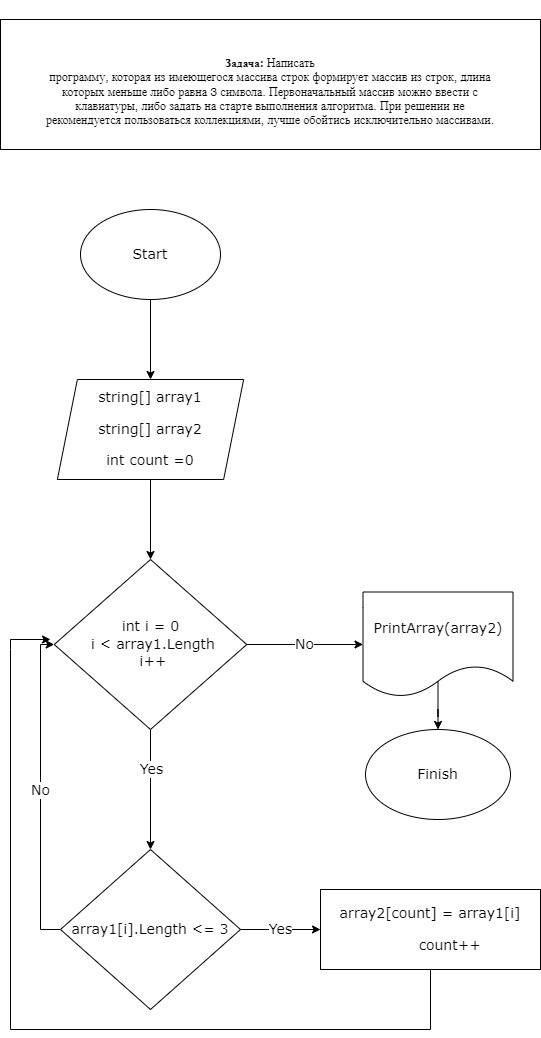 Задача: Написать
программу, которая из имеющегося массива строк формирует массив из строк, длина
которых меньше либо равна 3 символа. Первоначальный массив можно ввести с
клавиатуры, либо задать на старте выполнения алгоритма. При решении не
рекомендуется пользоваться коллекциями, лучше обойтись исключительно массивами.
Start
string[] array1
string[] array2
int count =0
int i = 0
i < array1.Length
i++
No
PrintArray(array2)
Finish
Yes
No
array1[i].Length <= 3
Yes
array2[count] = array1[i]
count++